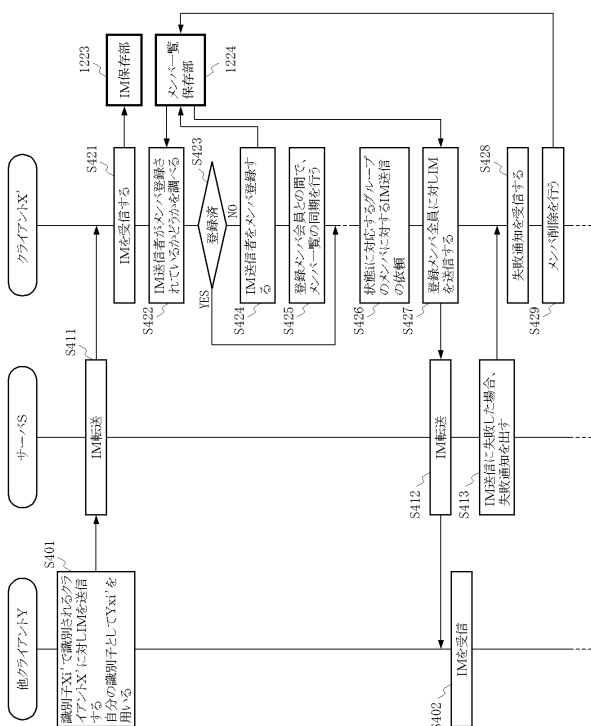 他クライアントY
サーバS
クライアントX'
S401
識別子Xi'で識別されるクラ
イアントX'に対しIMを送信
する
自分の識別子としてYxi'を
用いる
S411
IM転送
S421
IMを受信する
1223
IM保存部
S422
IM送信者がメンバ登録さ
れているかどうかを調べる
1224
メンバ一覧
保存部
S423
登録済
YES
NO
S424
IM送信者をメンバ登録す
る
S425
登録メンバ会員との間で、
メンバ一覧の同期を行う
S426
状態iに対応するグループ
のメンバに対するIM送信
の依頼
S427
登録メンバ全員に対しIM
を送信する
S412
IM転送
S402
IMを受信
S413
IM送信に失敗した場合、
失敗通知を出す
S428
失敗通知を受信する
S429
メンバ削除を行う